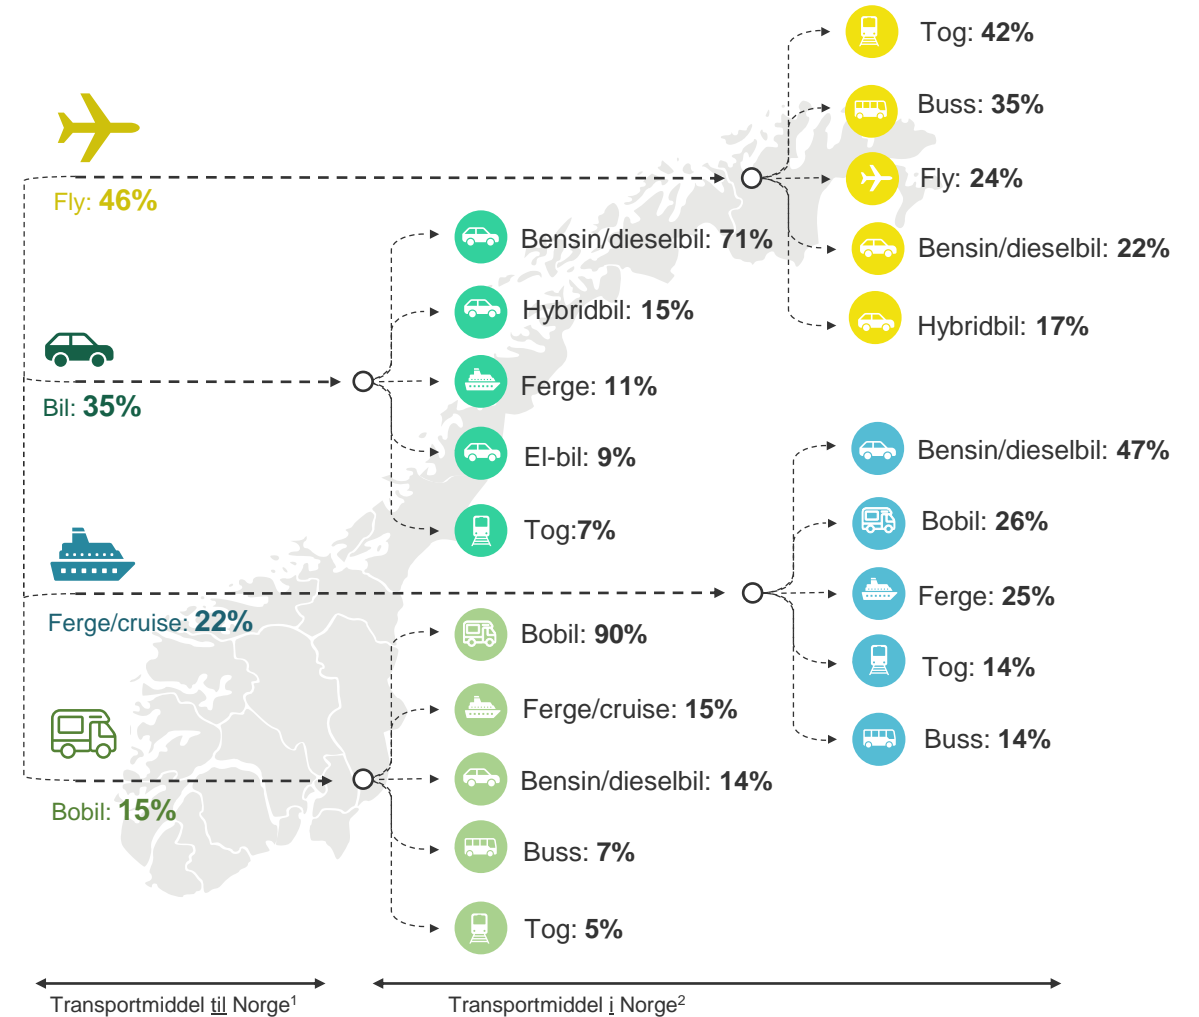 Fly: 46%
Tog: 42%
Buss: 35%
Fly: 24%
Bensin/dieselbil: 22%
Hybridbil: 17%
Bil: 35%
Bensin/dieselbil: 71%
Hybridbil: 15%
Ferge: 11%
El-bil: 9%
Tog:7%
Ferge/cruise: 22%
Bensin/dieselbil: 47%
Bobil: 26%
Ferge: 25%
Tog: 14%
Buss: 14%
Bobil: 15%
Bobil: 90%
Ferge/cruise: 15%
Bensin/dieselbil: 14%
Buss: 7%
Tog: 5%
Transportmiddel til Norge¹
Transportmiddel i Norge²